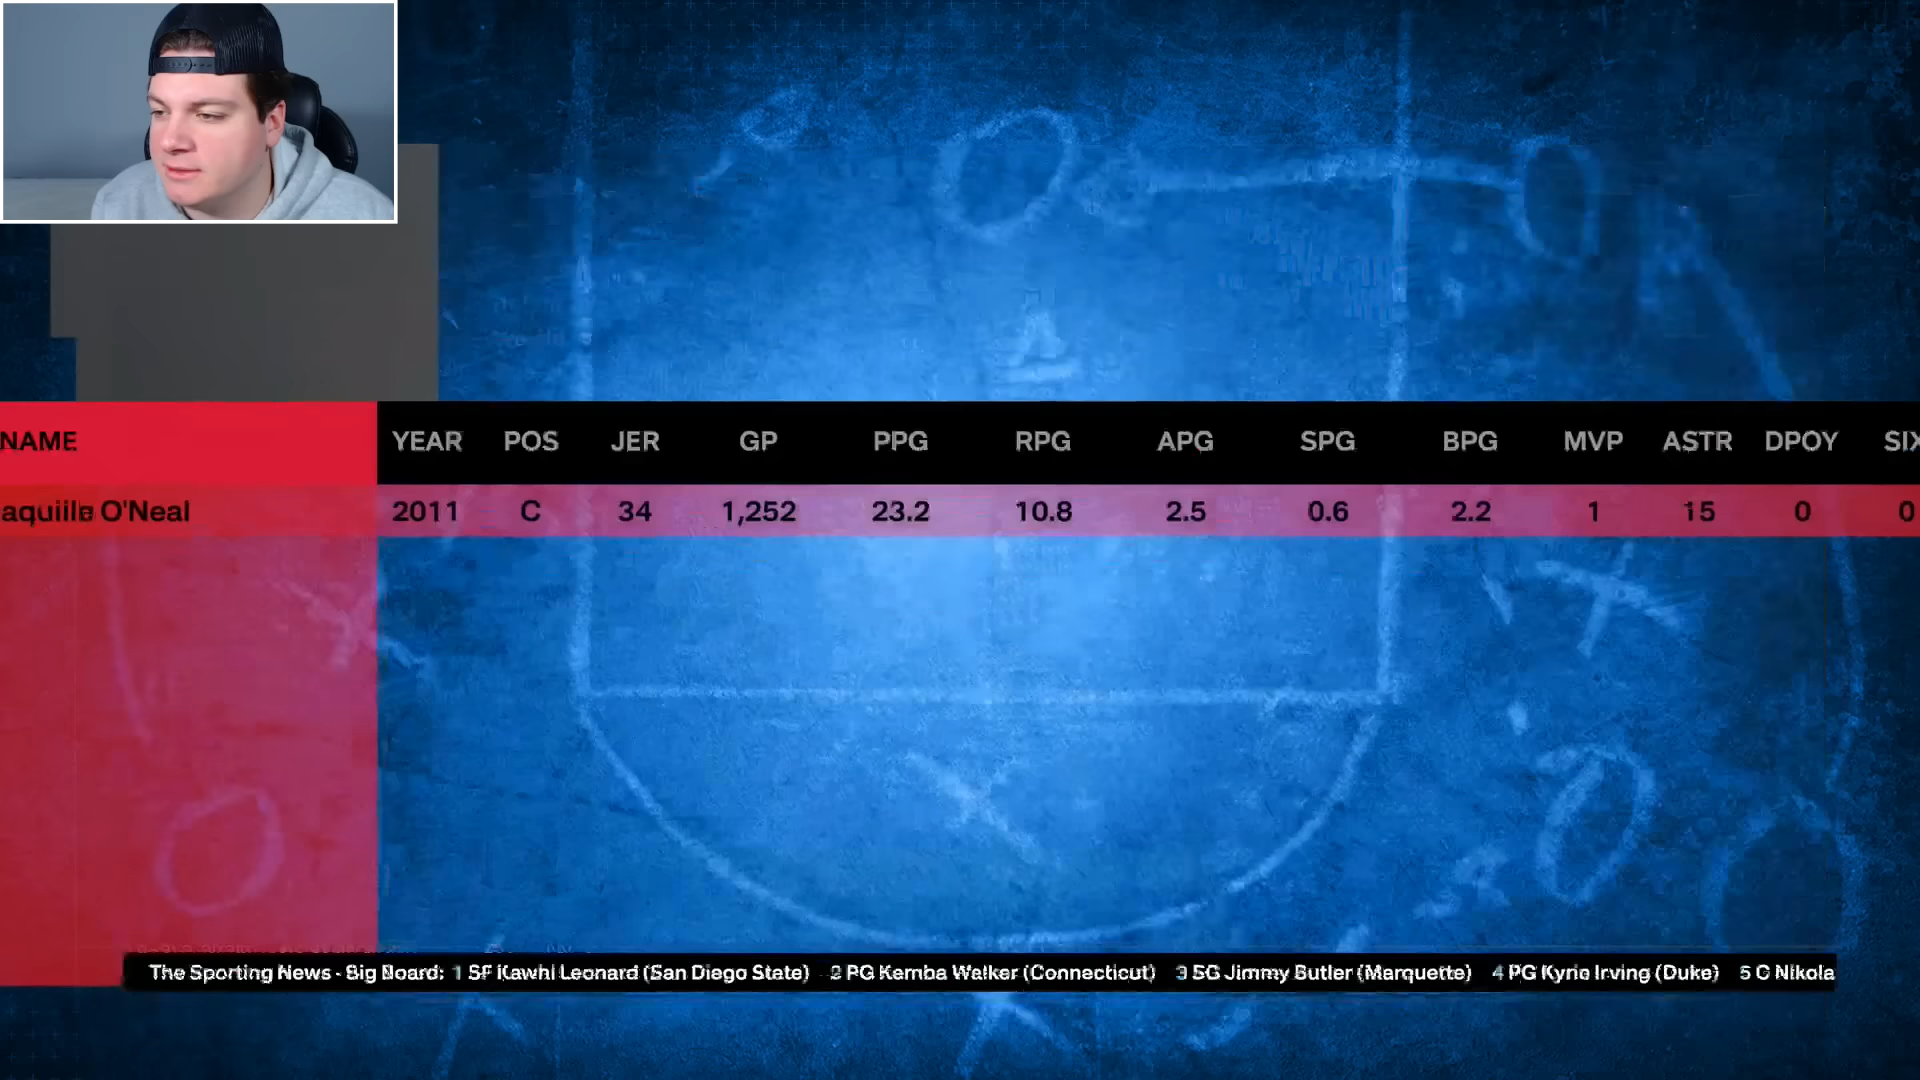 NAME YEAR POS JER GP PPG RPG APG SPG BPG MVP ASTR DPOY SIX
aquille O'Neal 2011 C 34 1,252 23.2 10.8 2.5 0.6 2.2 1 15 0 0
The Sporting News - Big Board: 1 SF Kawhi Leonard (San Diego State) 2 PG Kemba Walker (Connecticut) 3 SG Jimmy Butler (Marquette) 4 PG Kyrie Irving (Duke) 5 C Nikola